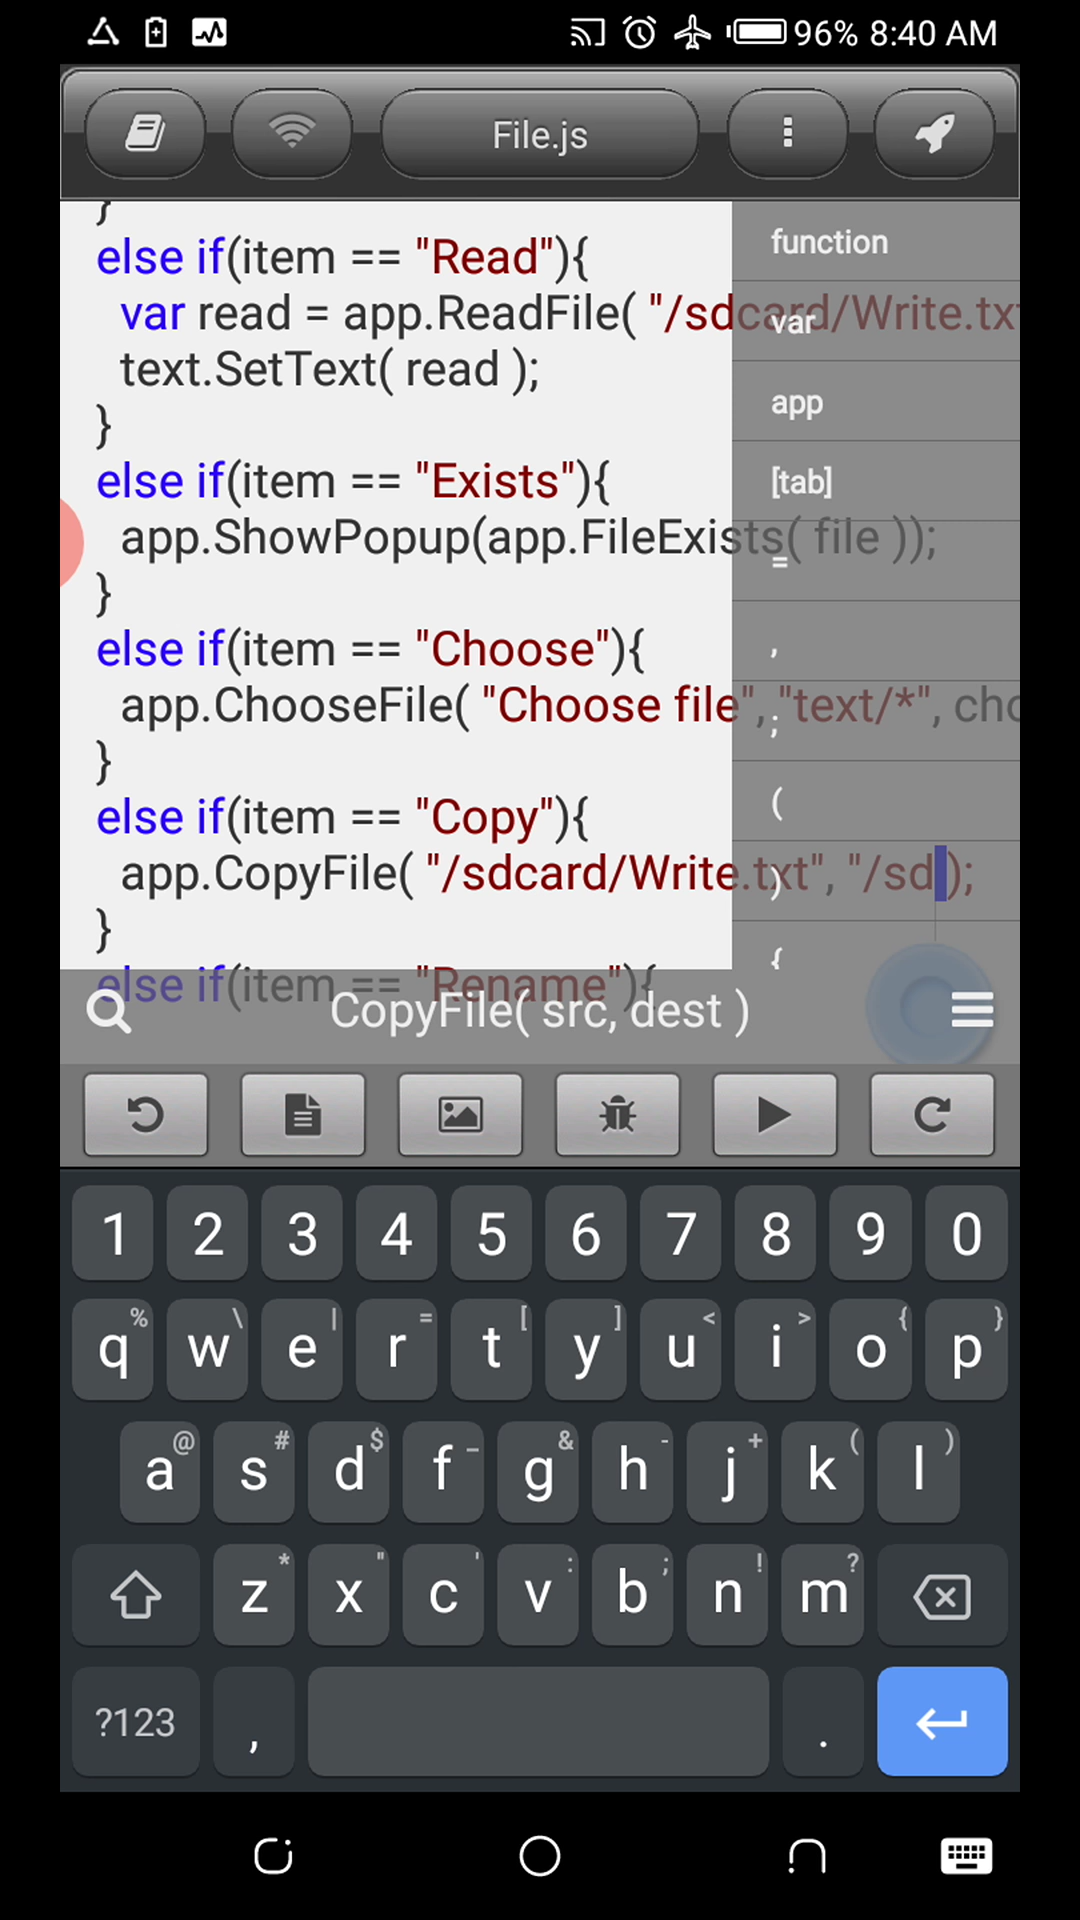 96% 8:40 AM
File.js
}
else if(item == "Read"){
var read = app.ReadFile( "/sdcard/Write.tx
text.SetText( read );
}
else if(item == "Exists"){
app.ShowPopup(app.FileExists( file ));
}
else if(item == "Choose"){
app.ChooseFile( "Choose file", "text/*", cho
}
else if(item == "Copy"){
app.CopyFile( "/sdcard/Write.txt", "/sd );
}
else if(item == "Rename"){
function
var
app
[tab]
=
,
;
(
)
{
CopyFile( src, dest )
1 2 3 4 5 6 7 8 9 0
q % w \ e | r = t [ y ] u < i > o { p }
a @ s # d $ f _ g & h - j + k ( l )
z * x " c ' v : b ; n ! m ?
?123 , .